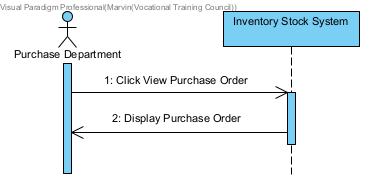 Visual Paradigm Professional(Marvin(Vocational Training Council))
Inventory Stock System
Purchase Department
1: Click View Purchase Order
2: Display Purchase Order